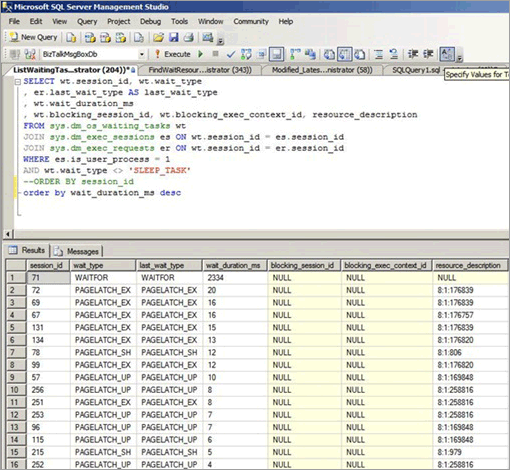 Microsoft SQL Server Management Studio
File Edit View Query Project Debug Tools Window Community Help
New Query
BizTalkMsgBoxDb Execute
ListWaitingTas...strator (204))* FindWaitResour...istrator (343)) Modified_Lates...nistrator (58)) SQLQuery1.sql
Specify Values for Te
SELECT wt.session_id, wt.wait_type
, er.last_wait_type AS last_wait_type
, wt.wait_duration_ms
, wt.blocking_session_id, wt.blocking_exec_context_id, resource_description
FROM sys.dm_os_waiting_tasks wt
JOIN sys.dm_exec_sessions es ON wt.session_id = es.session_id
JOIN sys.dm_exec_requests er ON wt.session_id = er.session_id
WHERE es.is_user_process = 1
AND wt.wait_type <> 'SLEEP_TASK'
--ORDER BY session_id
order by wait_duration_ms desc
Results Messages
session_id wait_type last_wait_type wait_duration_ms blocking_session_id blocking_exec_context_id resource_description
1 71 WAITFOR WAITFOR 2334 NULL NULL NULL
2 72 PAGELATCH_EX PAGELATCH_EX 20 NULL NULL 8:1:176839
3 69 PAGELATCH_EX PAGELATCH_EX 16 NULL NULL 8:1:176839
4 67 PAGELATCH_EX PAGELATCH_EX 16 NULL NULL 8:1:176757
5 131 PAGELATCH_EX PAGELATCH_EX 15 NULL NULL 8:1:176839
6 134 PAGELATCH_EX PAGELATCH_EX 13 NULL NULL 8:1:176820
7 78 PAGELATCH_SH PAGELATCH_SH 12 NULL NULL 8:1:806
8 99 PAGELATCH_EX PAGELATCH_EX 12 NULL NULL 8:1:176820
9 57 PAGELATCH_UP PAGELATCH_UP 10 NULL NULL 8:1:169848
10 256 PAGELATCH_UP PAGELATCH_UP 8 NULL NULL 8:1:258816
11 251 PAGELATCH_EX PAGELATCH_EX 8 NULL NULL 8:1:258816
12 253 PAGELATCH_UP PAGELATCH_UP 7 NULL NULL 8:1:258816
13 96 PAGELATCH_UP PAGELATCH_UP 7 NULL NULL 8:1:169848
14 115 PAGELATCH_UP PAGELATCH_UP 6 NULL NULL 8:1:169848
15 215 PAGELATCH_SH PAGELATCH_SH 5 NULL NULL 8:1:979
16 252 PAGELATCH_UP PAGELATCH_UP 4 NULL NULL 8:1:258816